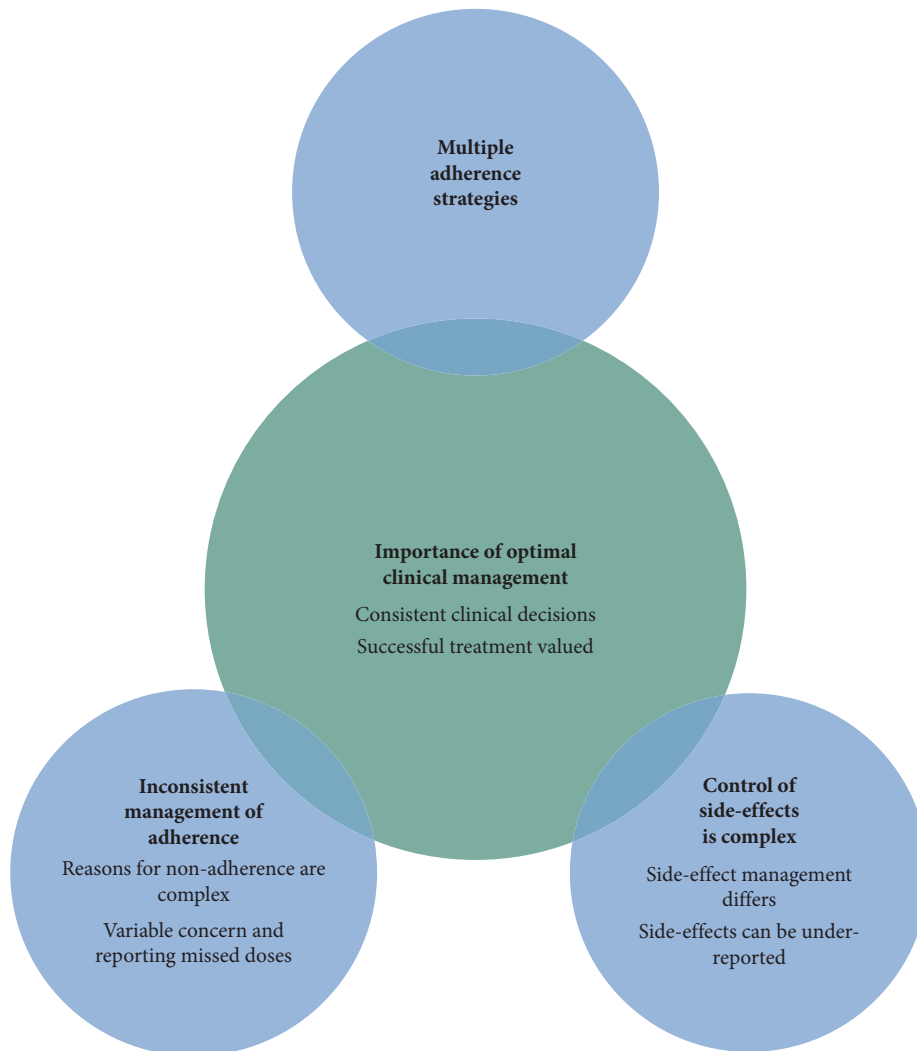 Multiple
adherence
strategies
Importance of optimal
clinical management
Consistent clinical decisions
Successful treatment valued
Inconsistent
management of
adherence
Reasons for non-adherence are
complex
Variable concern and
reporting missed doses
Control of
side-effects
is complex
Side-effect management
differs
Side-effects can be under-
reported